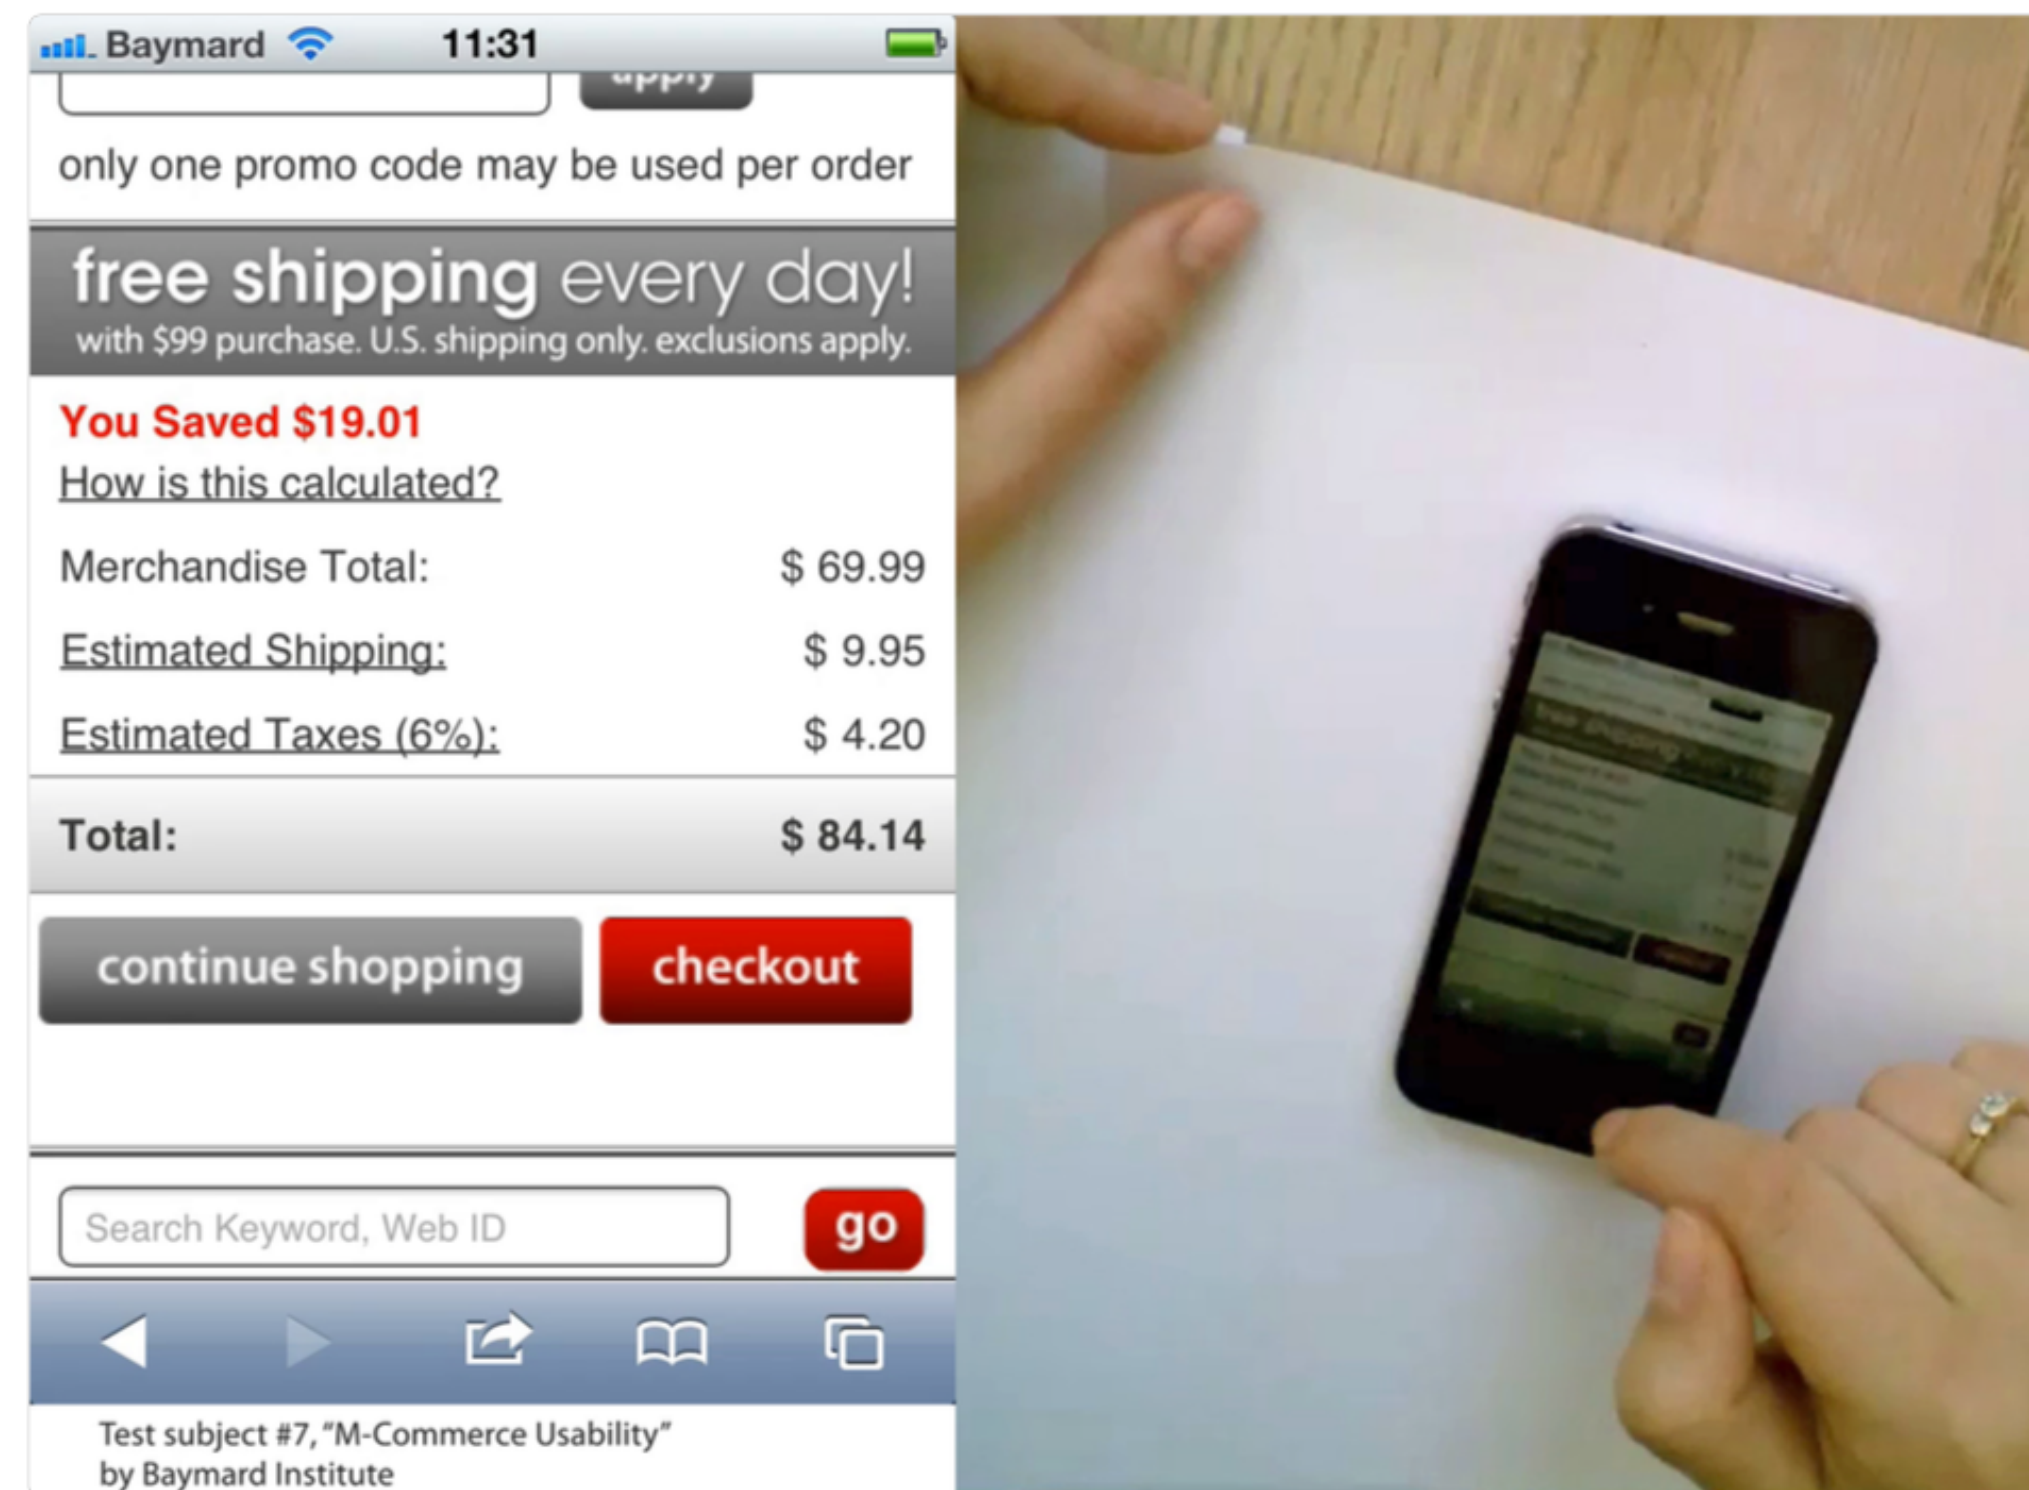 Baymard 11:31
apply
only one promo code may be used per order
free shipping every day!
with $99 purchase. U.S. shipping only. exclusions apply.
You Saved $19.01
How is this calculated?
Merchandise Total: $ 69.99
Estimated Shipping: $ 9.95
Estimated Taxes (6%): $ 4.20
Total: $ 84.14
continue shopping checkout
Search Keyword, Web ID go
Test subject #7, "M-Commerce Usability"
by Baymard Institute
free shipping